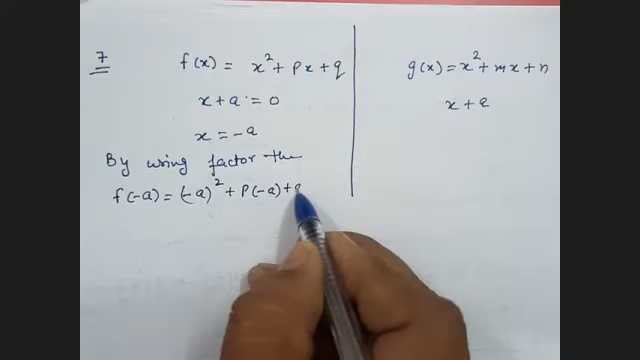 7
f(x) = x² + px + q
x + a = 0
x = -a
By using factor the
f(-a) = (-a)² + p(-a) +
g(x) = x² + mx + n
x + a